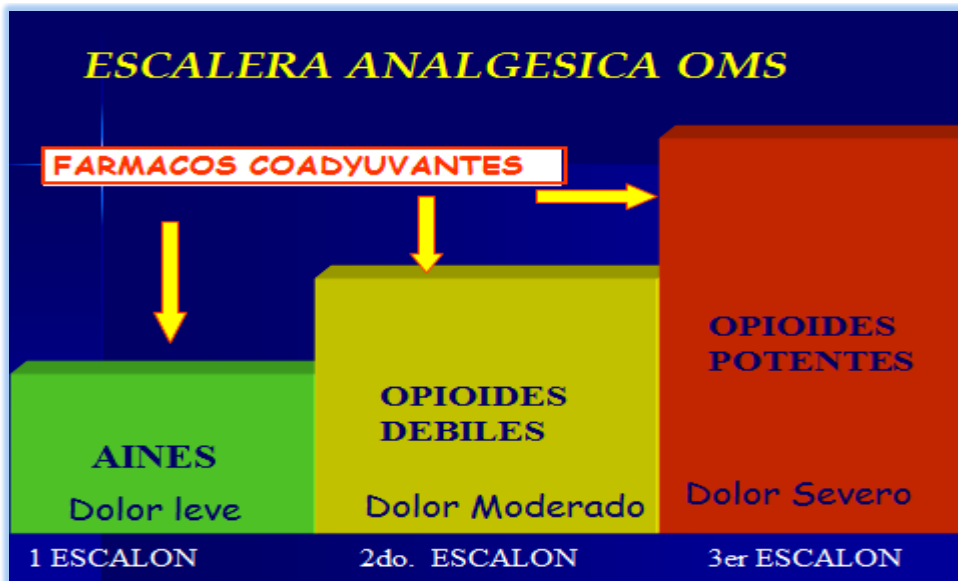 ESCALERA ANALGESICA OMS
FARMACOS COADYUVANTES
AINES
Dolor leve
OPIOIDES
DEBILES
Dolor Moderado
OPIOIDES
POTENTES
Dolor Severo
1 ESCALON
2do. ESCALON
3er ESCALON